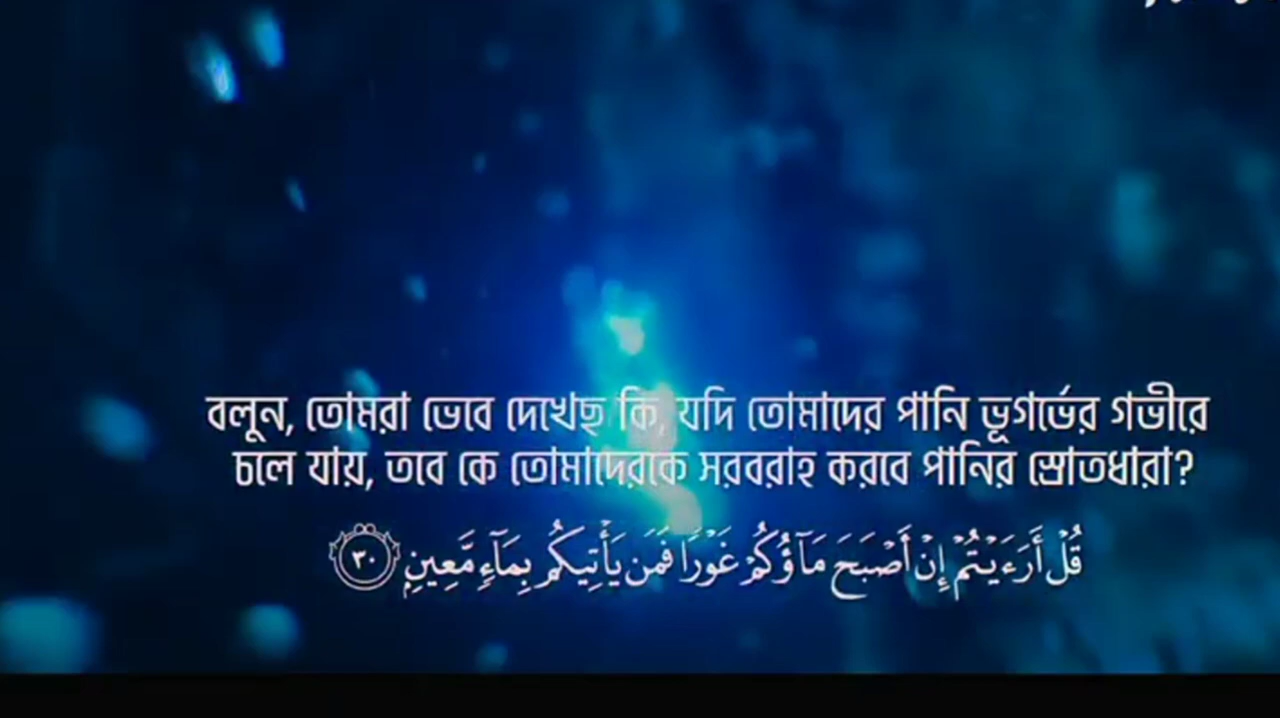 বলুন, তোমরা ভেবে দেখেছ কি, যদি তোমাদের পানি ভূগর্ভের গভীরে
চলে যায়, তবে কে তোমাদেরকে সরবরাহ করবে পানির স্রোতধারা?
قُلْ أَرَءَيْتُمْ إِنْ أَصْبَحَ مَآؤُكُمْ غَوْرًا فَمَن يَأْتِيكُم بِمَآءٍ مَّعِينٍۭ ٣٠